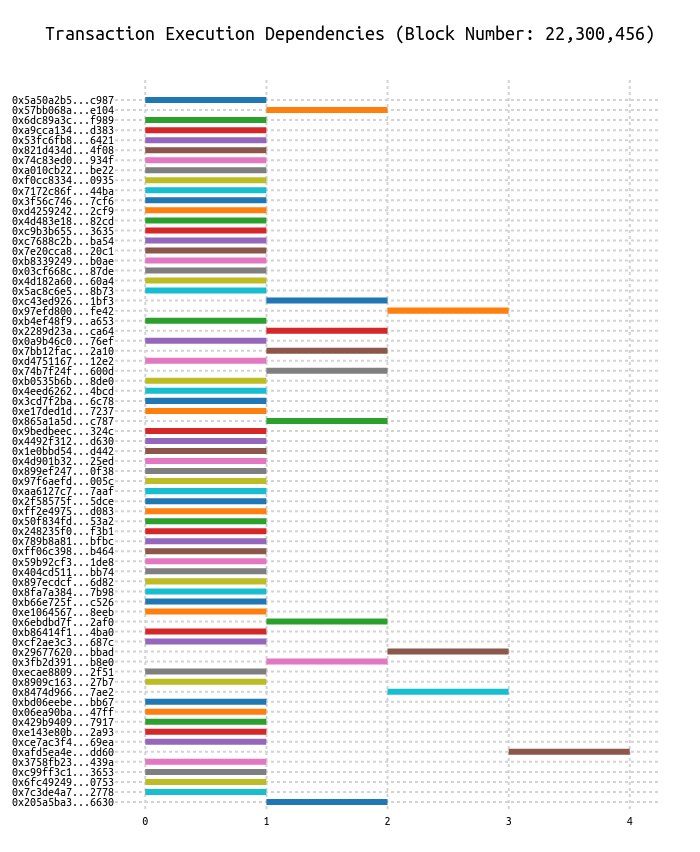 Transaction Execution Dependencies (Block Number: 22,300,456)
0x5a50a2b5...c987
0x57bb068a...e104
0x6dc89a3c...f989
0xa9cca134...d383
0x53fc6fb8...6421
0x821d434d...4f08
0x74c83ed0...934f
0xa010cb22...be22
0xf0cc8334...0935
0x7172c86f...44ba
0x3f56c746...7cf6
0xd4259242...2cf9
0x4d483e18...82cd
0xc9b3b655...3635
0xc7688c2b...ba54
0x7e20cca8...20c1
0xb8339249...b0ae
0x03cf668c...87de
0x4d182a60...60a4
0x5ac8c6e5...8b73
0xc43ed926...1bf3
0x97efd800...fe42
0xb4ef48f9...a653
0x2289d23a...ca64
0x0a9b46c0...76ef
0x7bb12fac...2a10
0xd4751167...12e2
0x74b7f24f...600d
0xb0535b6b...8de0
0x4eed6262...4bcd
0x3cd7f2ba...6c78
0xe17ded1d...7237
0x865a1a5d...c787
0x9bedbeec...324c
0x4492f312...d630
0x1e0bbd54...d442
0x4d901b32...25ed
0x899ef247...0f38
0x97f6aefd...005c
0xaa6127c7...7aaf
0x2f58575f...5dce
0xff2e4975...d083
0x50f834fd...53a2
0x248235f0...f3b1
0x789b8a81...bfbc
0xff06c398...b464
0x59b92cf3...1de8
0x404cd511...bb74
0x897ecdcf...6d82
0x8fa7a384...7b98
0xb66e725f...c526
0xe1064567...8eeb
0x6ebdbd7f...2af0
0xb86414f1...4ba0
0xcf2ae3c3...687c
0x29677620...bbad
0x3fb2d391...b8e0
0xecae8809...2f51
0x8909c163...27b7
0x8474d966...7ae2
0xbd06eebe...bb67
0x06ea90ba...47ff
0x429b9409...7917
0xe143e80b...2a93
0xce7ac3f4...69ea
0xafd5ea4e...dd60
0x3758fb23...439a
0xc99ff3c1...3653
0x6fc49249...0753
0x7c3de4a7...2778
0x205a5ba3...6630
0 1 2 3 4